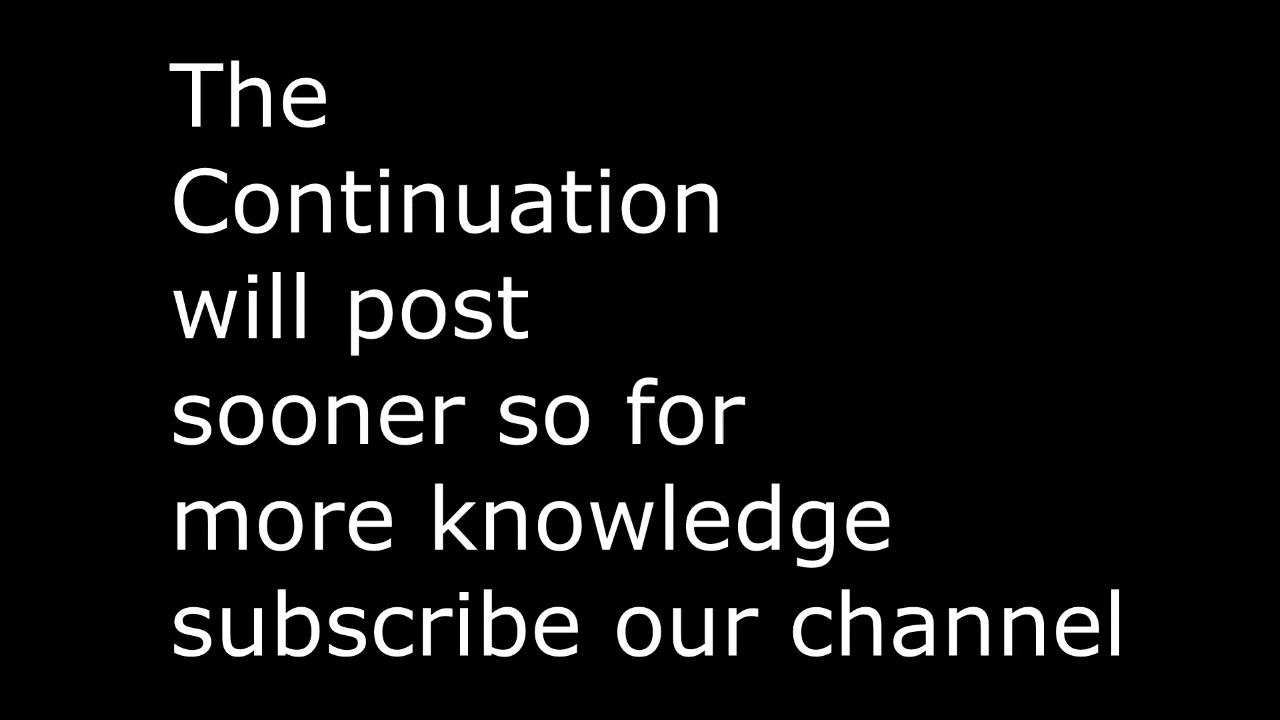 The
Continuation
will post
sooner so for
more knowledge
subscribe our channel